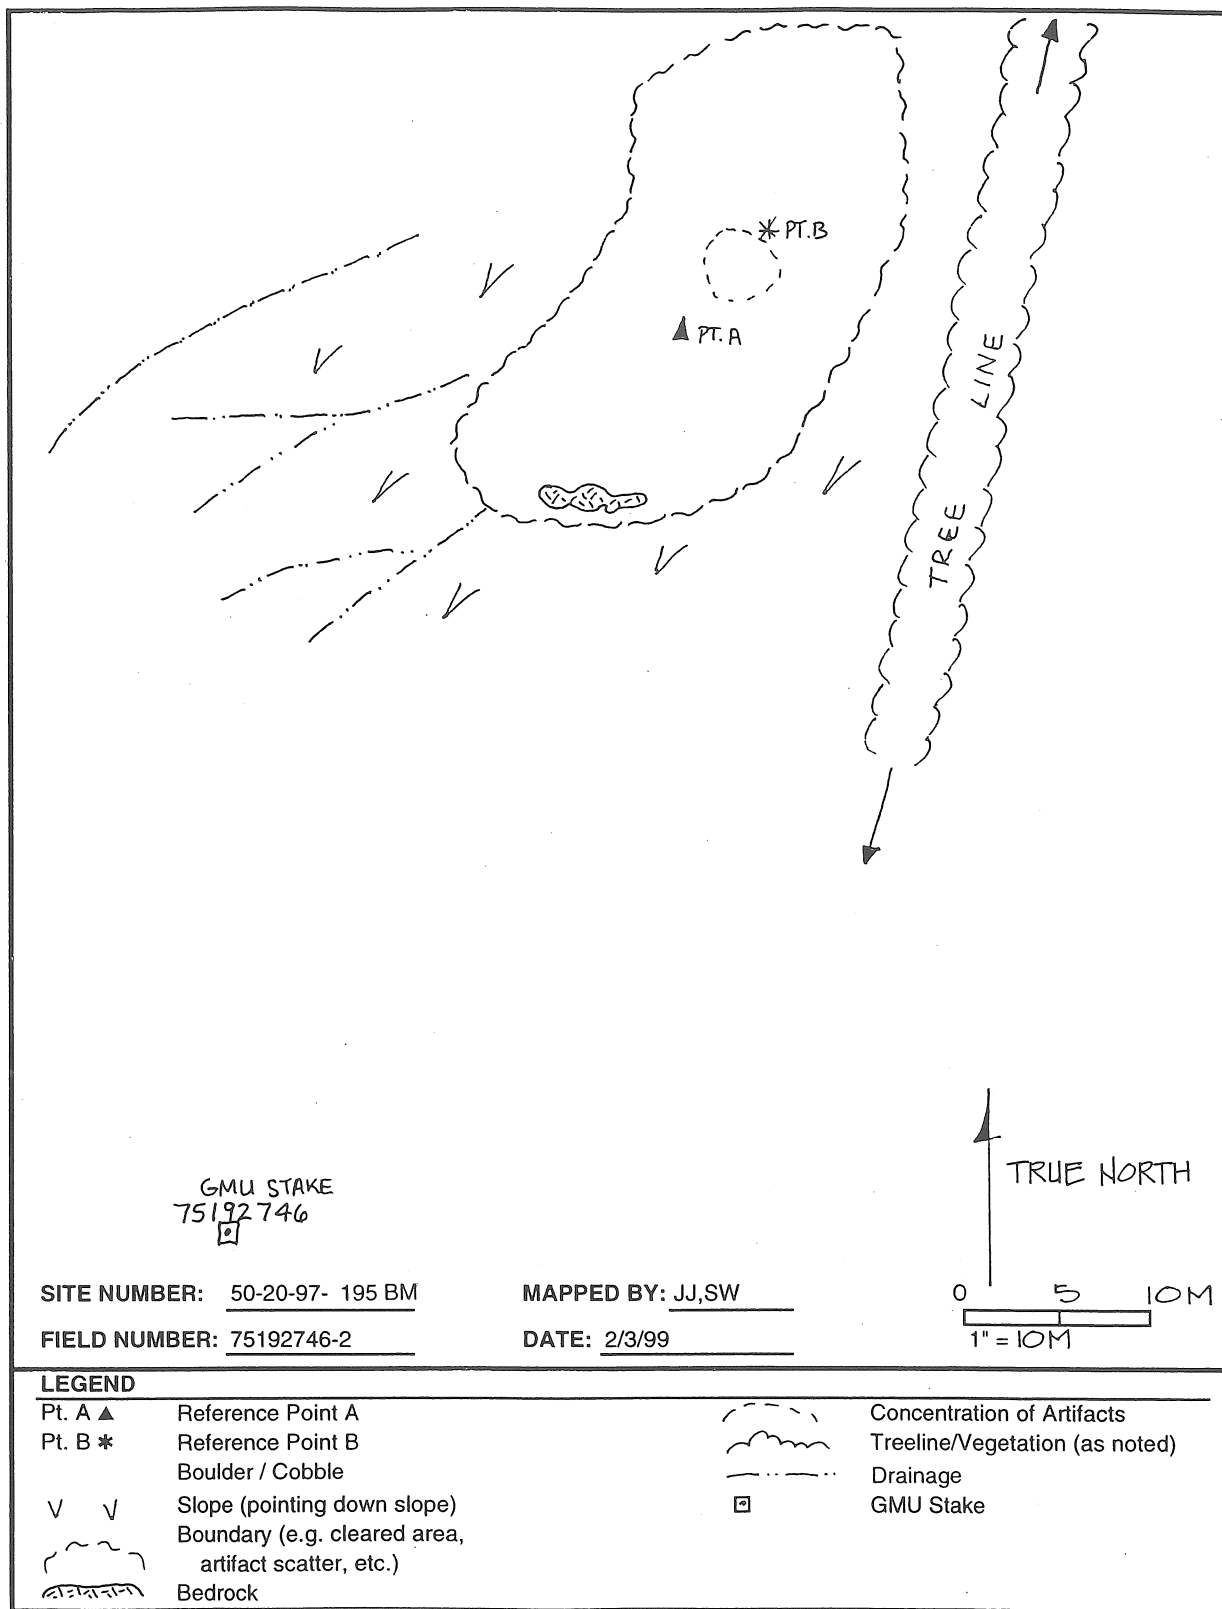 PT.B
PT. A
TREE LINE
GMU STAKE
75192746
TRUE NORTH
SITE NUMBER: 50-20-97- 195 BM
MAPPED BY: JJ,SW
0 5 10M
FIELD NUMBER: 75192746-2
DATE: 2/3/99
1" = 10M
LEGEND
Pt. A Reference Point A
Pt. B Reference Point B
Boulder / Cobble
Slope (pointing down slope)
Boundary (e.g. cleared area,
artifact scatter, etc.)
Bedrock
Concentration of Artifacts
Treeline/Vegetation (as noted)
Drainage
GMU Stake